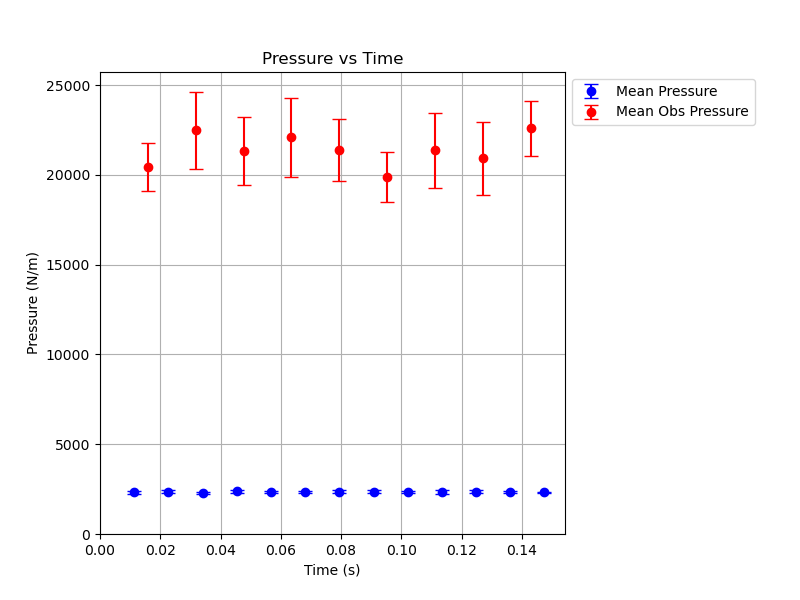 Pressure vs Time
Mean Pressure
Mean Obs Pressure
25000
20000
15000
10000
5000
0
Pressure (N/m)
0.00 0.02 0.04 0.06 0.08 0.10 0.12 0.14
Time (s)